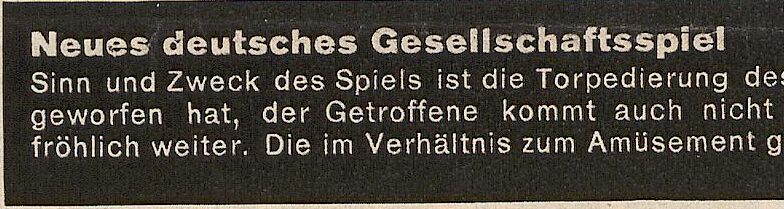 Neues deutsches Gesellschaftsspiel
Sinn und Zweck des Spiels ist die Torpedierung des
geworfen hat, der Getroffene kommt auch nicht
fröhlich weiter. Die im Verhältnis zum Amüsement g